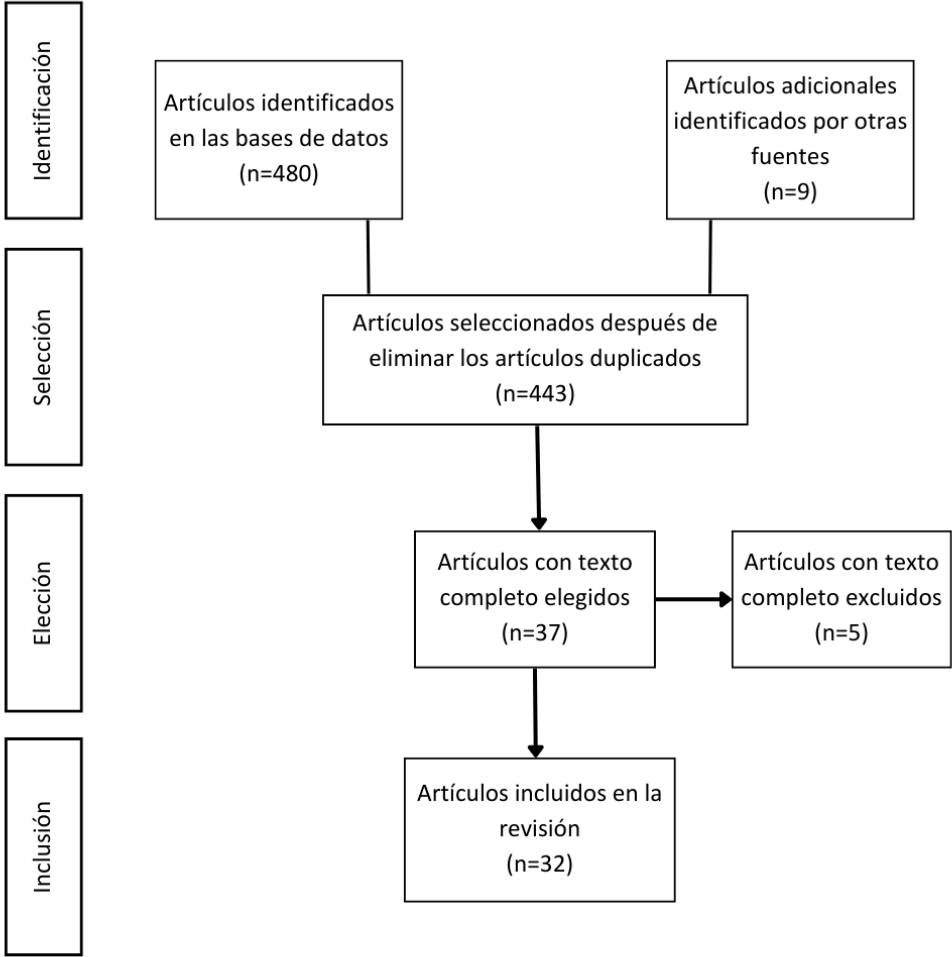 Identificación
Artículos identificados
en las bases de datos
(n=480)
Artículos adicionales
identificados por otras
fuentes
(n=9)
Selección
Artículos seleccionados después de
eliminar los artículos duplicados
(n=443)
Elección
Artículos con texto
completo elegidos
(n=37)
Artículos con texto
completo excluidos
(n=5)
Inclusión
Artículos incluidos en la
revisión
(n=32)